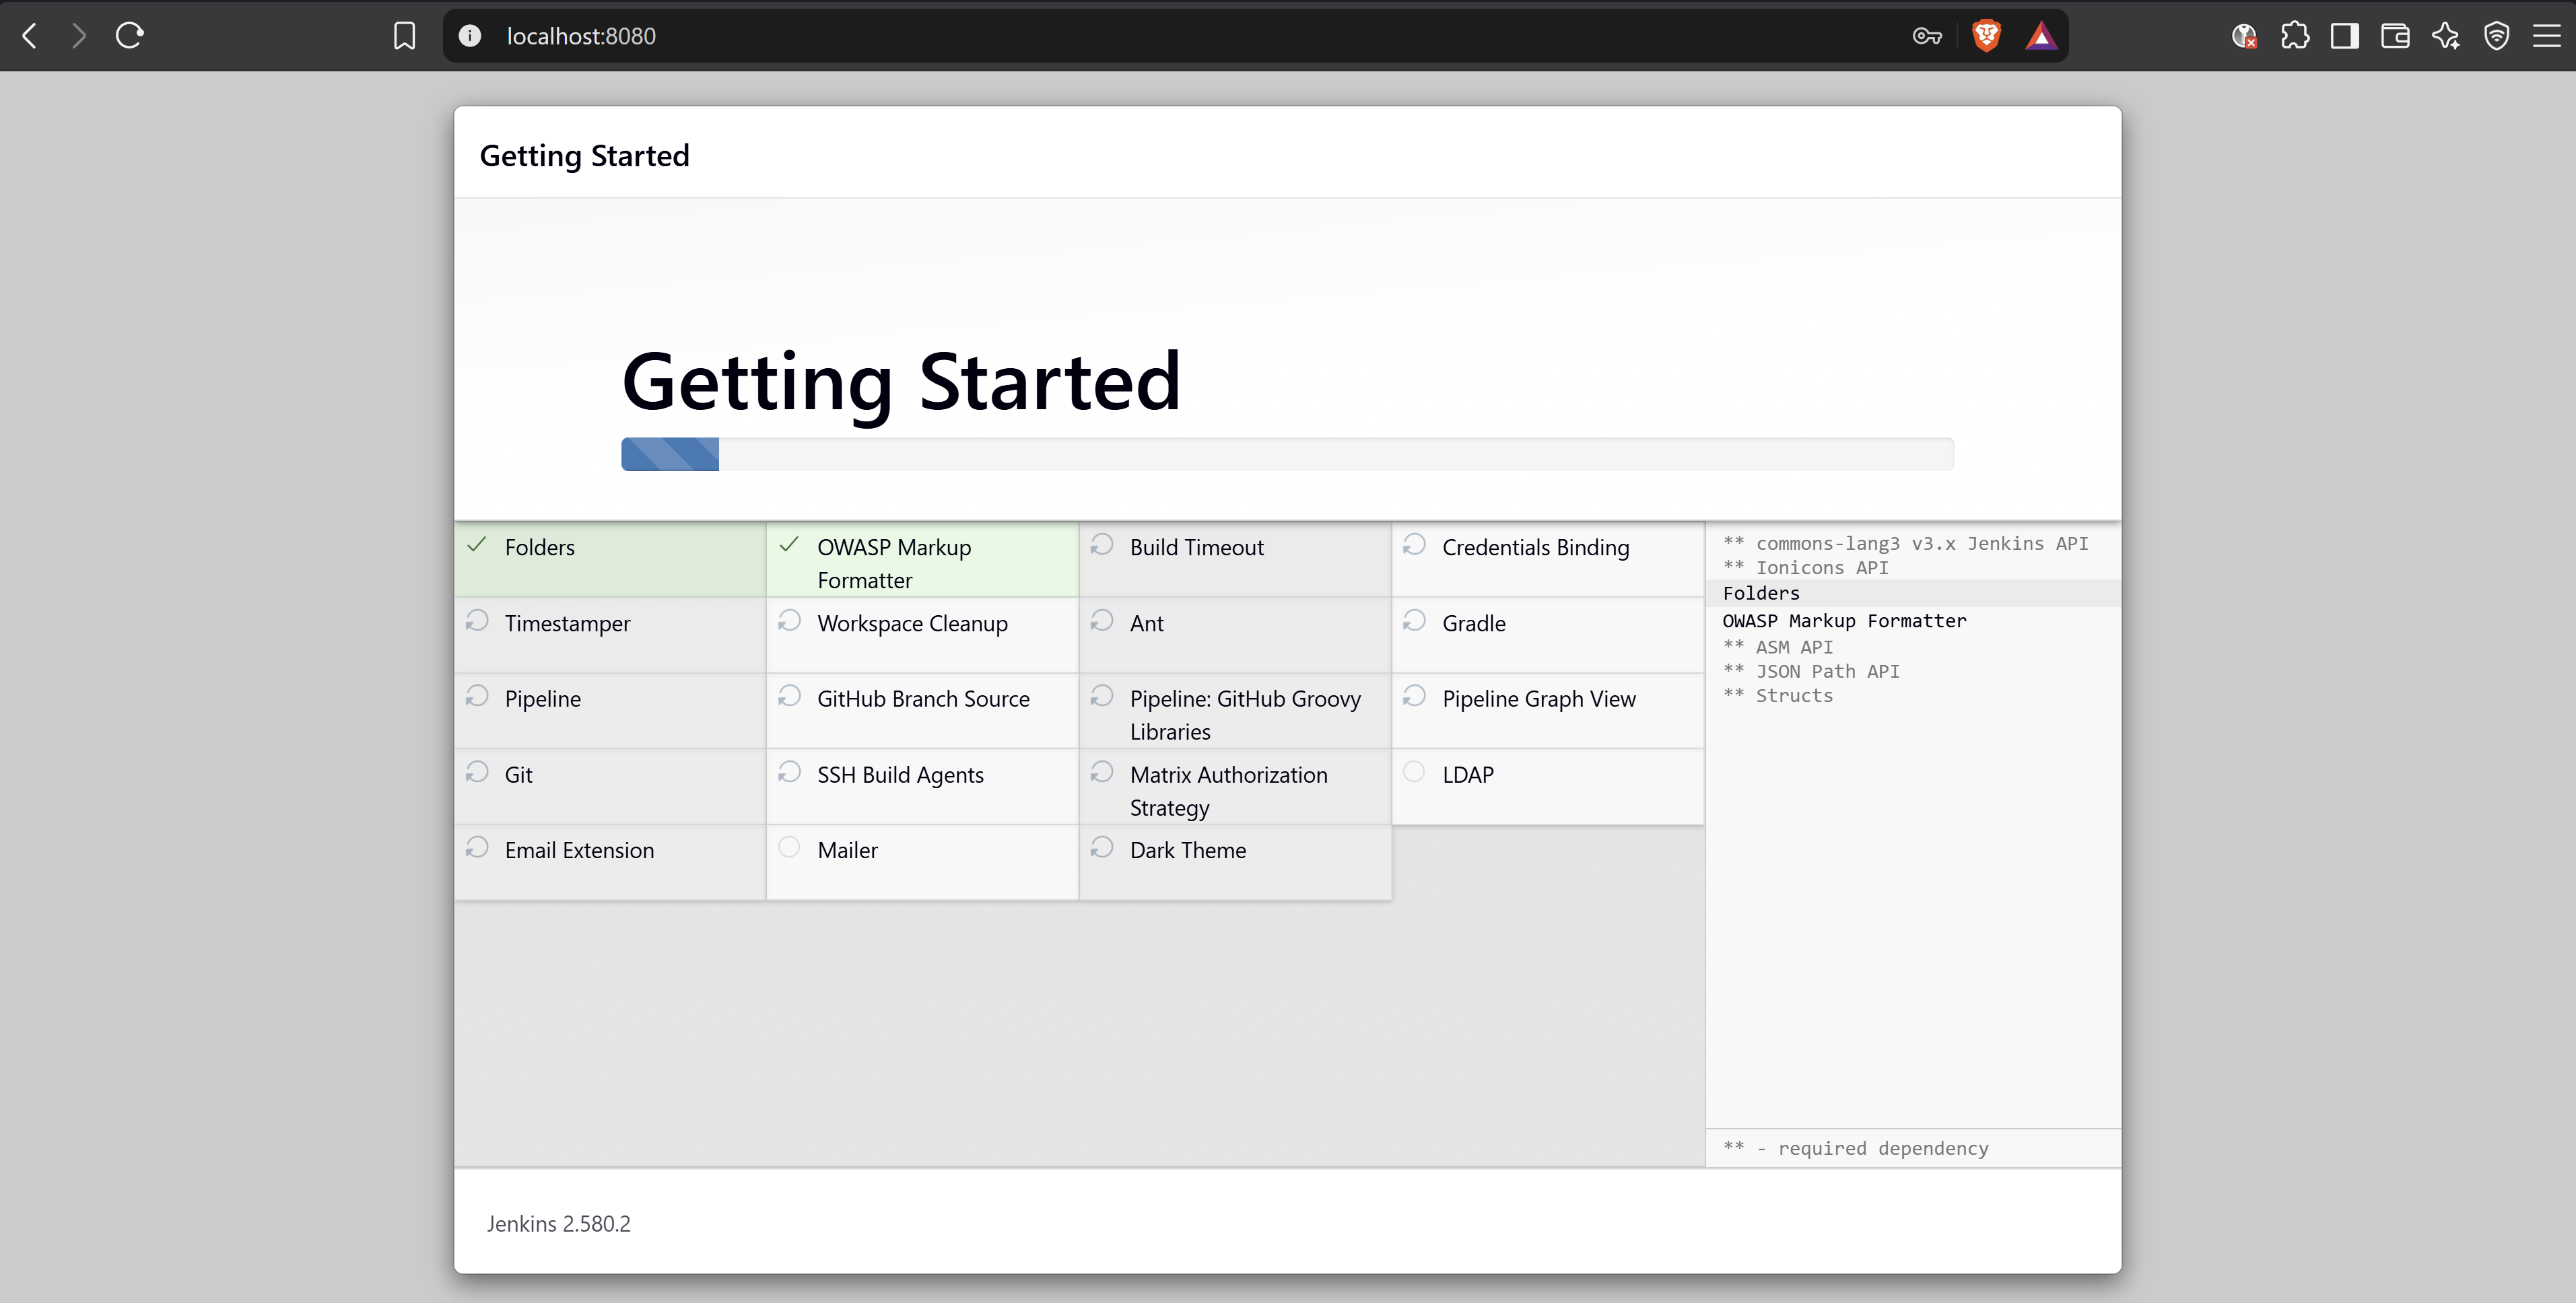 localhost:8080
Getting Started
Getting Started
Folders
OWASP Markup
Formatter
Build Timeout
Credentials Binding
Timestamper
Workspace Cleanup
Ant
Gradle
Pipeline
GitHub Branch Source
Pipeline: GitHub Groovy
Libraries
Pipeline Graph View
Git
SSH Build Agents
Matrix Authorization
Strategy
LDAP
Email Extension
Mailer
Dark Theme
** commons-lang3 v3.x Jenkins API
** Ionicons API
Folders
OWASP Markup Formatter
** ASM API
** JSON Path API
** Structs
** - required dependency
Jenkins 2.580.2